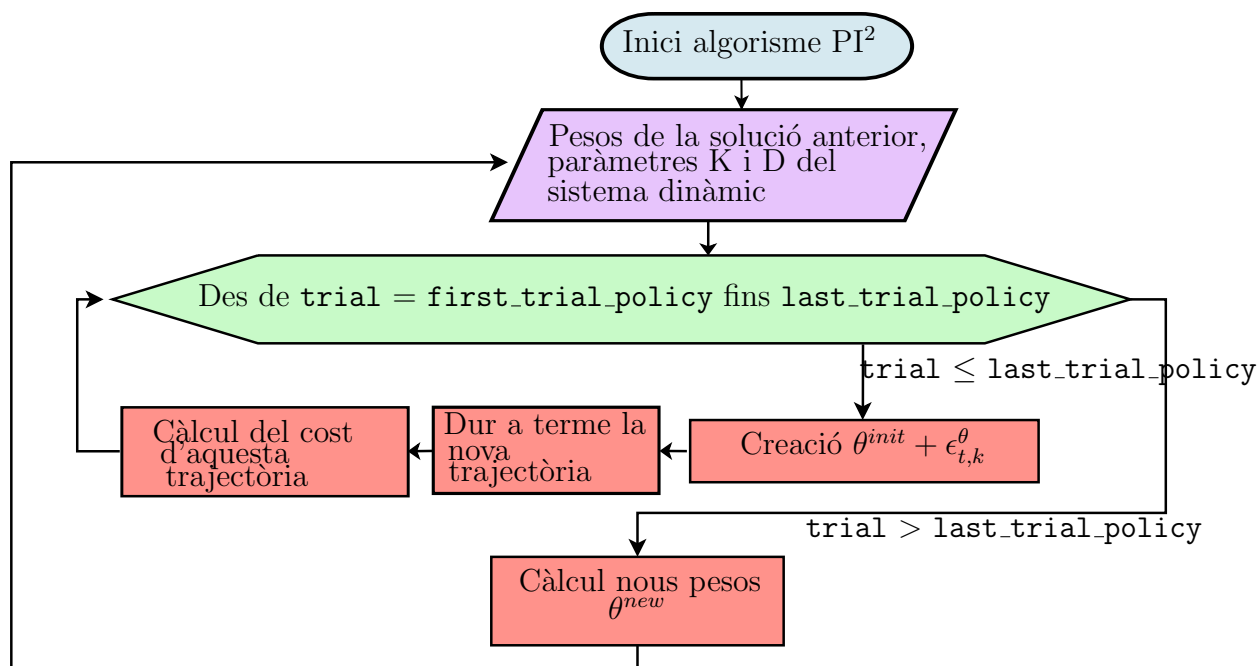 Inici algorisme PI²
Pesos de la solució anterior,
paràmetres K i D del
sistema dinàmic
Des de trial = first_trial_policy fins last_trial_policy
trial ≤ last_trial_policy
Càlcul del cost
d'aquesta
trajectòria
Dur a terme la
nova
trajectòria
Creació θ^{init} + ϵ^{θ}_{t,k}
trial > last_trial_policy
Càlcul nous pesos
θ^{new}